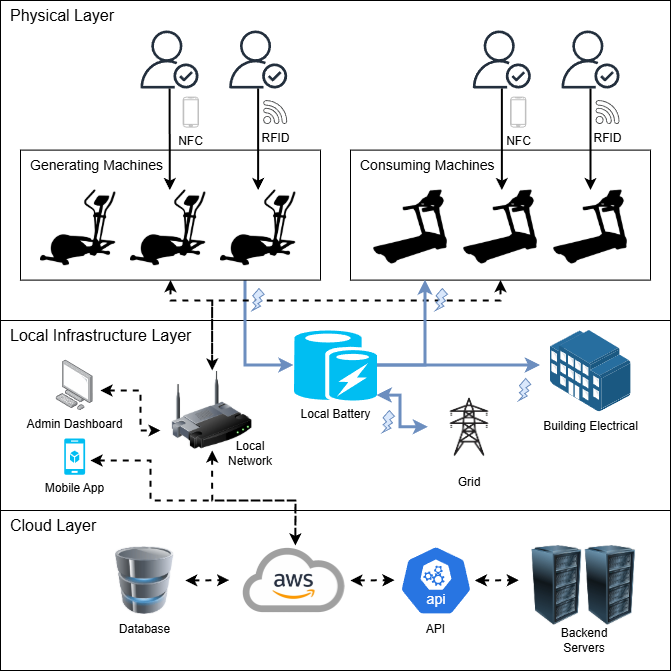 Physical Layer
NFC
RFID
NFC
RFID
Generating Machines
Consuming Machines
Local Infrastructure Layer
Admin Dashboard
Mobile App
Local
Network
Local Battery
Grid
Building Electrical
Cloud Layer
Database
aws
api
API
Backend
Servers